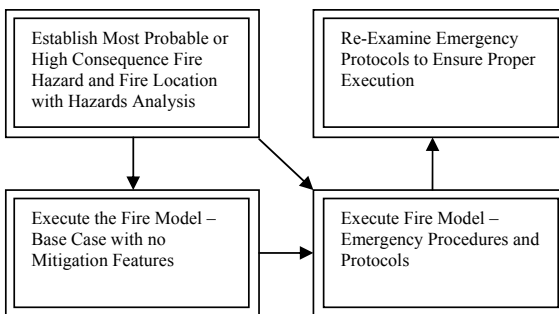 Establish Most Probable or
High Consequence Fire
Hazard and Fire Location
with Hazards Analysis
Re-Examine Emergency
Protocols to Ensure Proper
Execution
Execute the Fire Model –
Base Case with no
Mitigation Features
Execute Fire Model –
Emergency Procedures and
Protocols